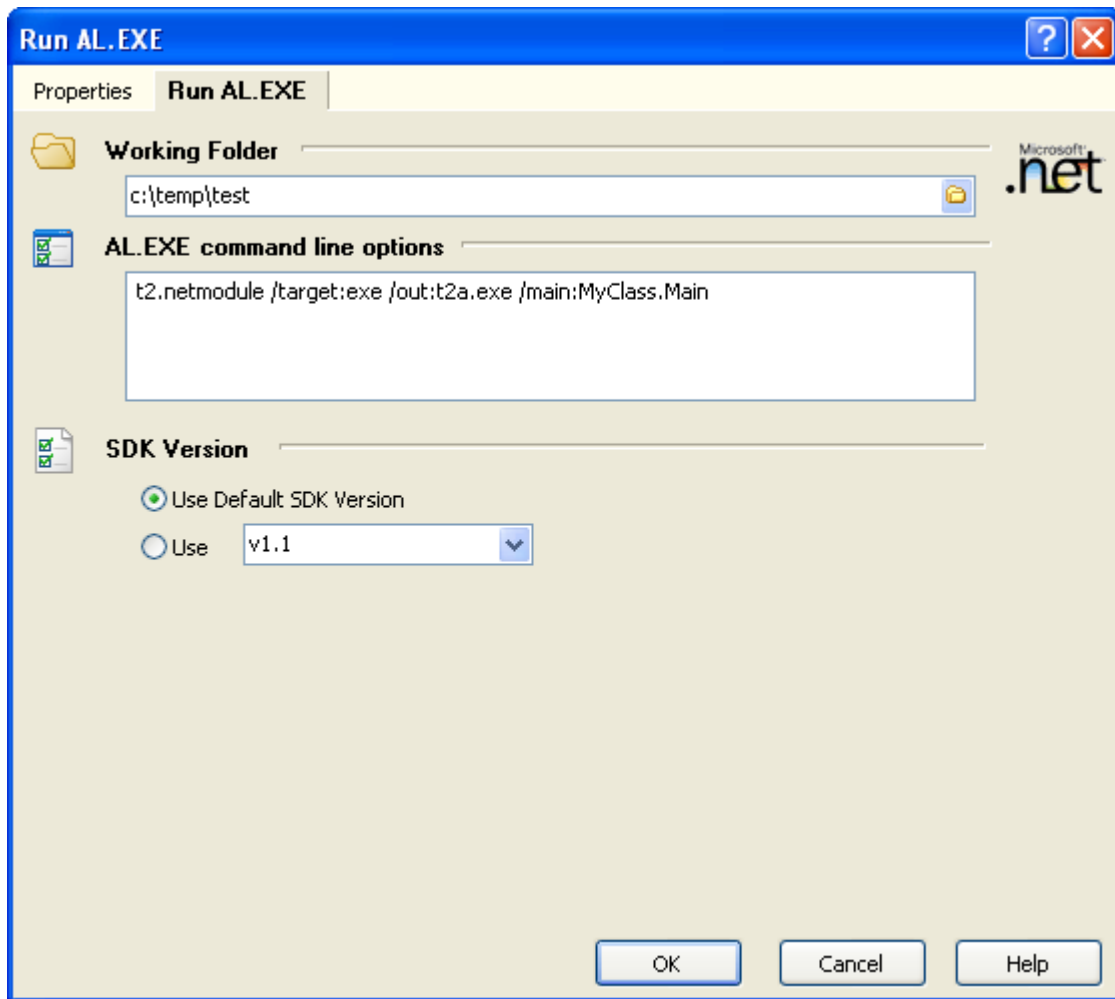 Run AL.EXE
Properties Run AL.EXE
Working Folder
Microsoft
.net
c:\temp\test
AL.EXE command line options
t2.netmodule /target:exe /out:t2a.exe /main:MyClass.Main
SDK Version
Use Default SDK Version
Use v1.1
OK Cancel Help